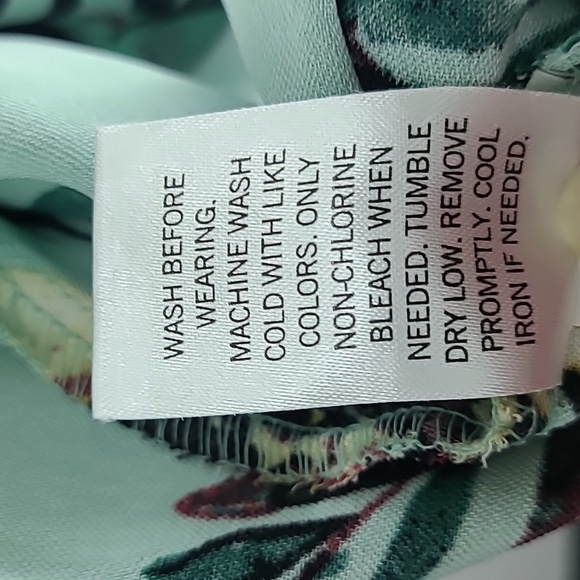 WASH BEFORE
WEARING.
MACHINE WASH
COLD WITH LIKE
COLORS. ONLY
NON-CHLORINE
BLEACH WHEN
NEEDED. TUMBLE
DRY LOW. REMOVE
PROMPTLY. COOL
IRON IF NEEDED.